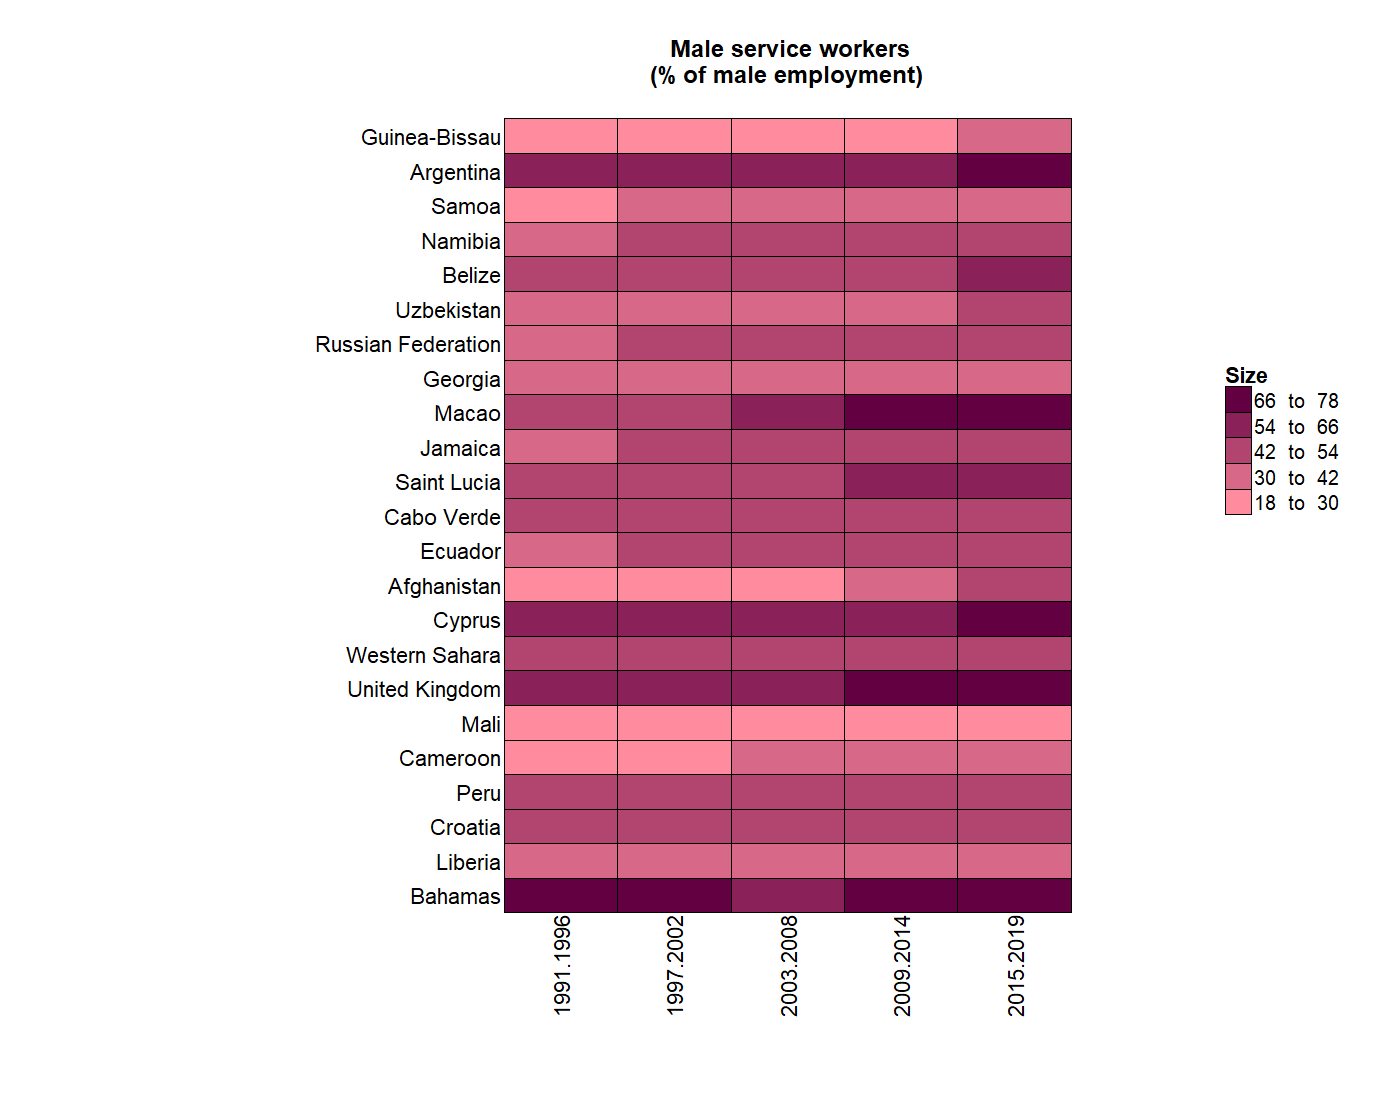 Male service workers
(% of male employment)
Guinea-Bissau
Argentina
Samoa
Namibia
Belize
Uzbekistan
Russian Federation
Georgia
Macao
Jamaica
Saint Lucia
Cabo Verde
Ecuador
Afghanistan
Cyprus
Western Sahara
United Kingdom
Mali
Cameroon
Peru
Croatia
Liberia
Bahamas
1991.1996
1997.2002
2003.2008
2009.2014
2015.2019
Size
66 to 78
54 to 66
42 to 54
30 to 42
18 to 30